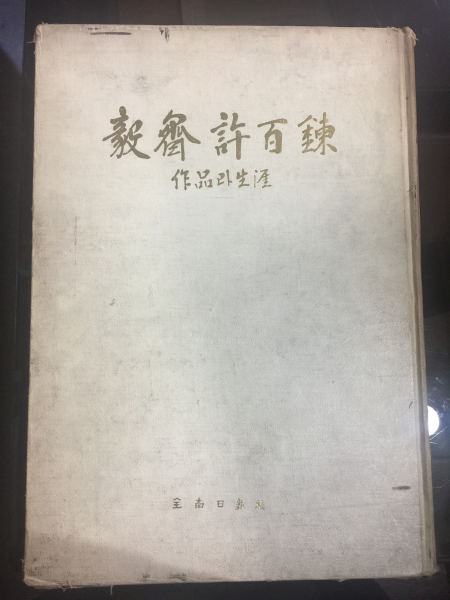 毅齋許百鍊
作品과生涯
全南日報社